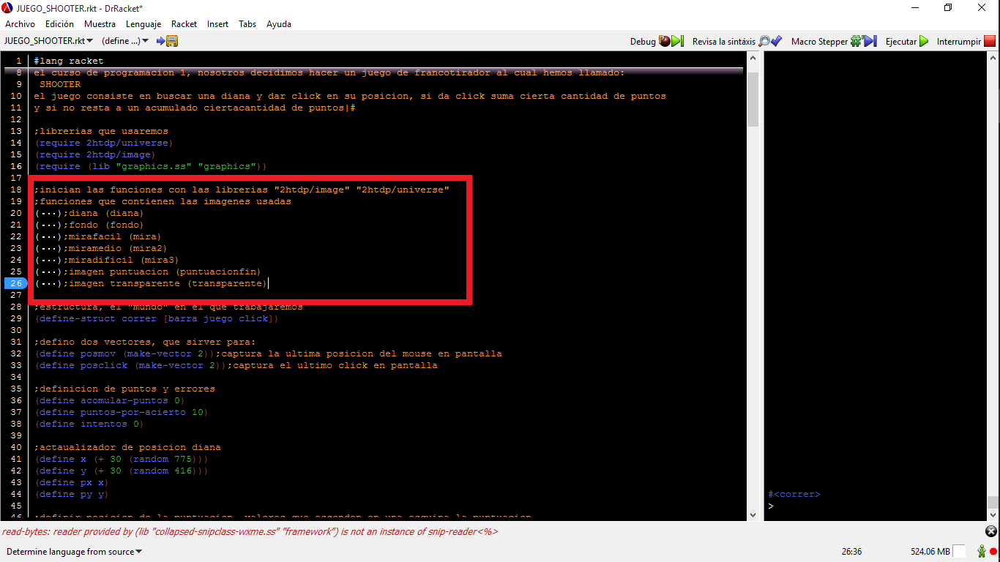 JUEGO_SHOOTER.rkt - DrRacket*
Archivo Edición Muestra Lenguaje Racket Insert Tabs Ayuda
JUEGO_SHOOTER.rkt (define ...) Debug Revisa la sintáxis Macro Stepper Ejecutar Interrumpir
1 #lang racket
8 el curso de programacion 1, nosotros decidimos hacer un juego de francotirador al cual hemos llamado:
9 SHOOTER
10 el juego consiste en buscar una diana y dar click en su posicion, si da click suma cierta cantidad de puntos
11 y si no resta a un acumulado ciertacantidad de puntos|#
12
13 ;librerias que usaremos
14 (require 2htdp/universe)
15 (require 2htdp/image)
16 (require (lib "graphics.ss" "graphics"))
17
18 ;inician las funciones con las librerias "2htdp/image" "2htdp/universe"
19 ;funciones que contienen las imagenes usadas
20 (...);diana (diana)
21 (...);fondo (fondo)
22 (...);mirafacil (mira)
23 (...);miramedio (mira2)
24 (...);miradificil (mira3)
25 (...);imagen puntuacion (puntuacionfin)
26 (...);imagen transparente (transparente)
27
28 ;estructura, el "mundo" en el que trabajaremos
29 (define-struct correr [barra juego click])
30
31 ;defino dos vectores, que sirver para:
32 (define posmov (make-vector 2));captura la ultima posicion del mouse en pantalla
33 (define posclick (make-vector 2));captura el ultimo click en pantalla
34
35 ;definicion de puntos y errores
36 (define acomular-puntos 0)
37 (define puntos-por-acierto 10)
38 (define intentos 0)
39
40 ;actaualizador de posicion diana
41 (define x (+ 30 (random 775)))
42 (define y (+ 30 (random 416)))
43 (define px x)
44 (define py y)
45
46 ;definir posicion de la puntuacion, valores que esconden en una esquina la puntuacion
#<correr>
>
read-bytes: reader provided by (lib "collapsed-snipclass-wxme.ss" "framework") is not an instance of snip-reader<%>
Determine language from source 26:36 524.06 MB